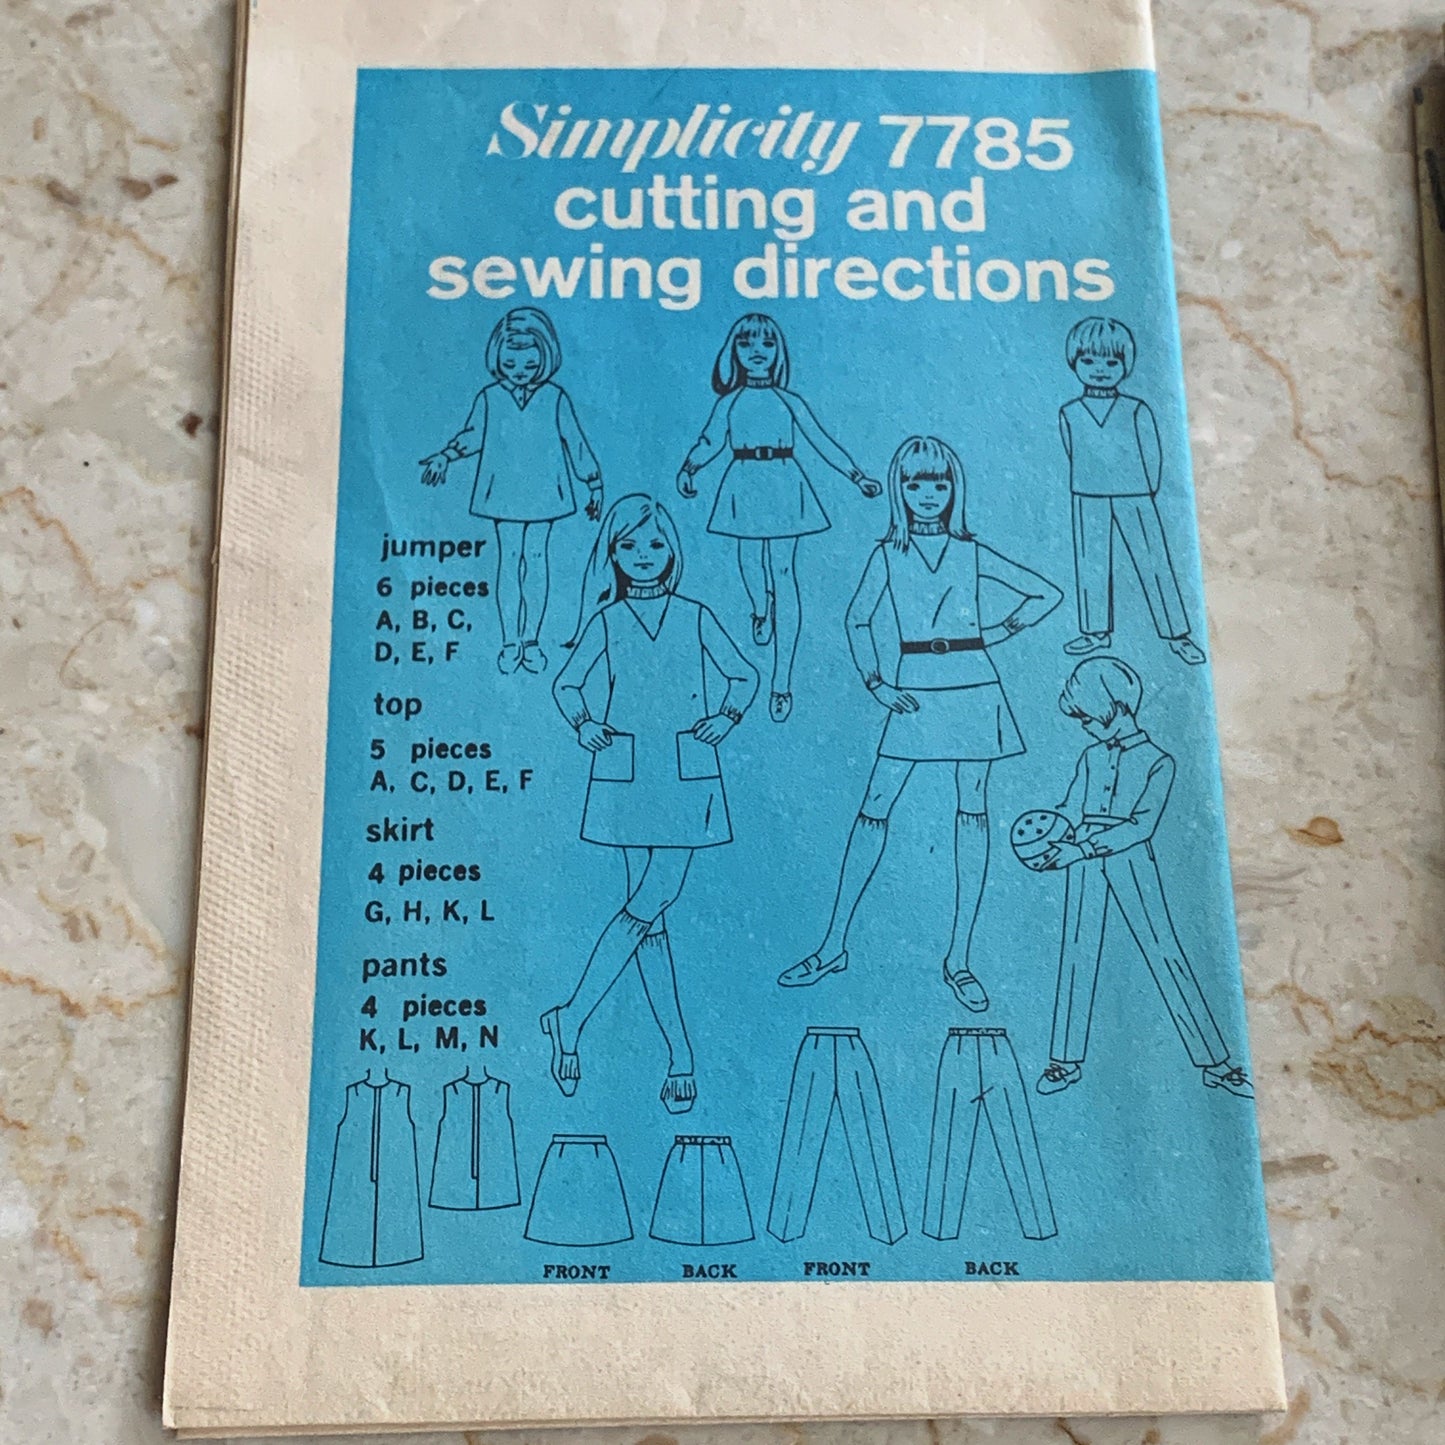 Simplicity 7785
cutting and
sewing directions
jumper
6 pieces
A, B, C,
D, E, F
top
5 pieces
A, C, D, E, F
skirt
4 pieces
G, H, K, L
pants
4 pieces
K, L, M, N
FRONT BACK FRONT BACK